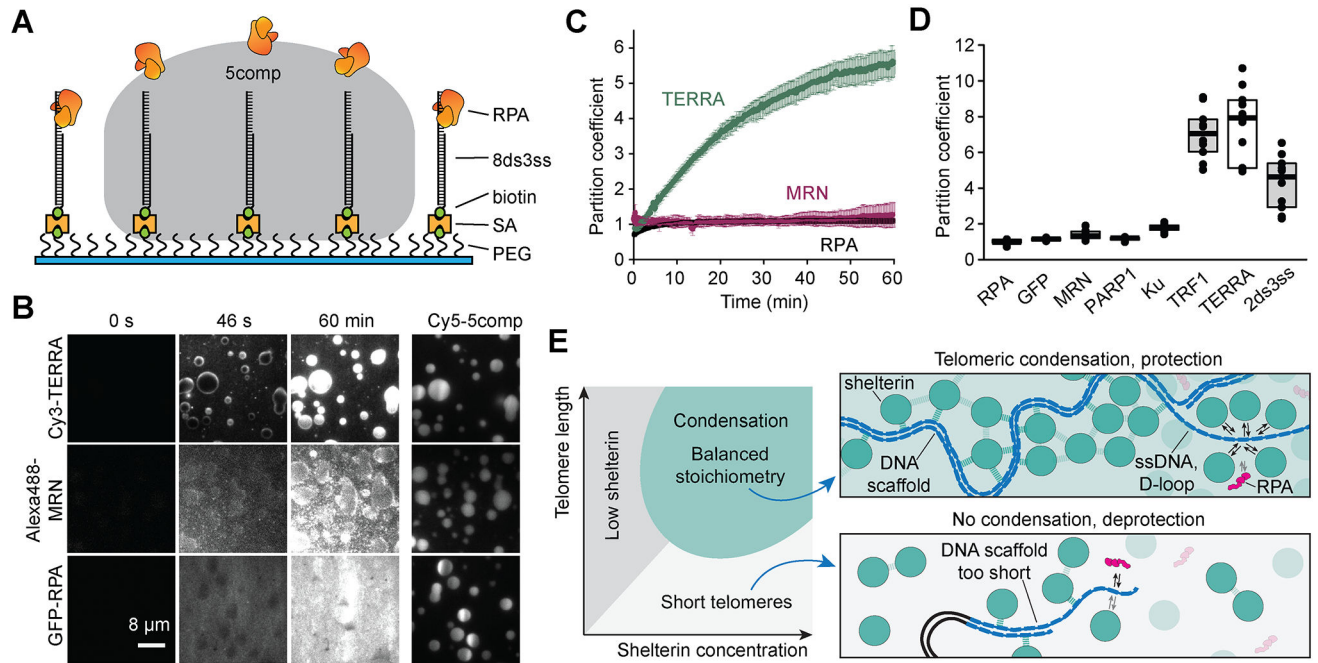 A
5comp
RPA
8ds3ss
biotin
SA
PEG
B
0 s
46 s
60 min
Cy5-5comp
Cy3-TERRA
Alexa488-
MRN
GFP-RPA
8 µm
C
Partition coefficient
6
5
4
3
2
1
0
TERRA
MRN
RPA
0
10
20
30
40
50
60
Time (min)
D
Partition coefficient
12
10
8
6
4
2
0
RPA
GFP
MRN
PARP1
Ku
TRF1
TERRA
2ds3ss
E
Telomere length
Low shelterin
Condensation
Balanced
stoichiometry
Short telomeres
Shelterin concentration
Telomeric condensation, protection
shelterin
DNA
scaffold
ssDNA,
D-loop
RPA
No condensation, deprotection
DNA scaffold
too short